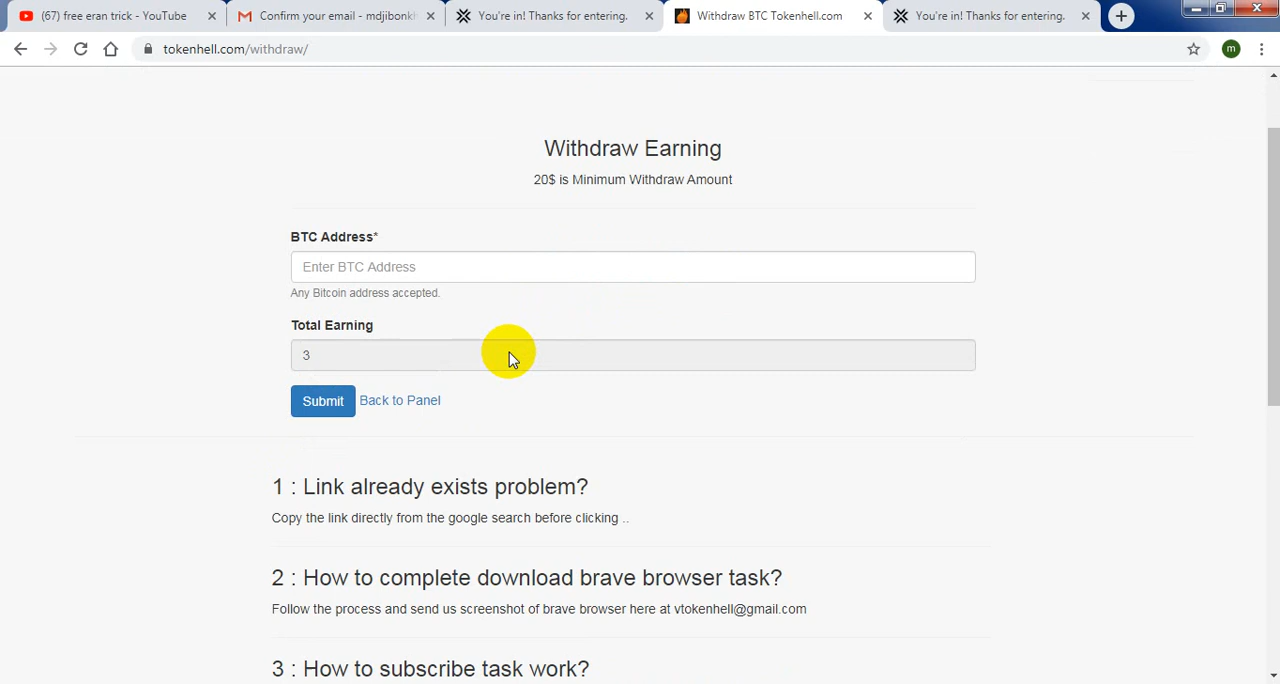 (67) free eran trick - YouTube
Confirm your email - mdjibonkl
You're in! Thanks for entering.
Withdraw BTC Tokenhell.com
You're in! Thanks for entering.
tokenhell.com/withdraw/
m
Withdraw Earning
20$ is Minimum Withdraw Amount
BTC Address*
Enter BTC Address
Any Bitcoin address accepted.
Total Earning
3
Submit Back to Panel
1 : Link already exists problem?
Copy the link directly from the google search before clicking ..
2 : How to complete download brave browser task?
Follow the process and send us screenshot of brave browser here at vtokenhell@gmail.com
3 : How to subscribe task work?